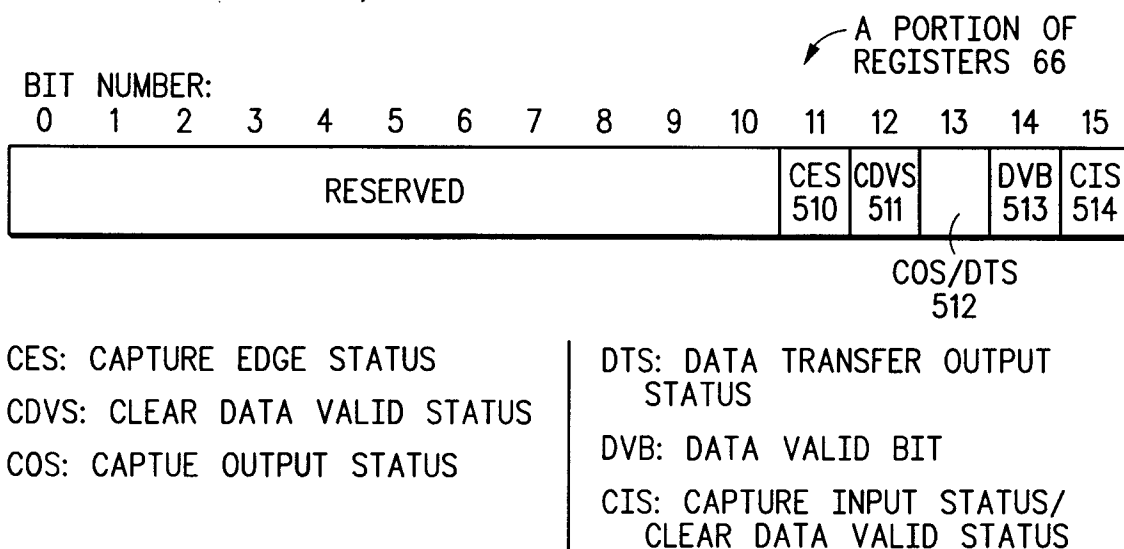 A PORTION OF
REGISTERS 66
BIT NUMBER:
0 1 2 3 4 5 6 7 8 9 10 11 12 13 14 15
RESERVED
CES CDVS DVB CIS
510 511 513 514
COS/DTS
512
CES: CAPTURE EDGE STATUS
CDVS: CLEAR DATA VALID STATUS
COS: CAPTUE OUTPUT STATUS
DTS: DATA TRANSFER OUTPUT
STATUS
DVB: DATA VALID BIT
CIS: CAPTURE INPUT STATUS/
CLEAR DATA VALID STATUS